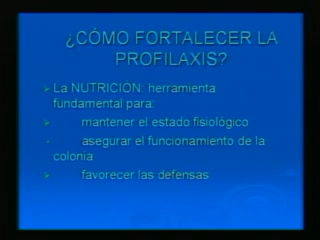 ¿CÓMO FORTALECER LA
PROFILAXIS?
La NUTRICIÓN: herramienta
fundamental para:
mantener el estado fisiológico
asegurar el funcionamiento de la
colonia
favorecer las defensas